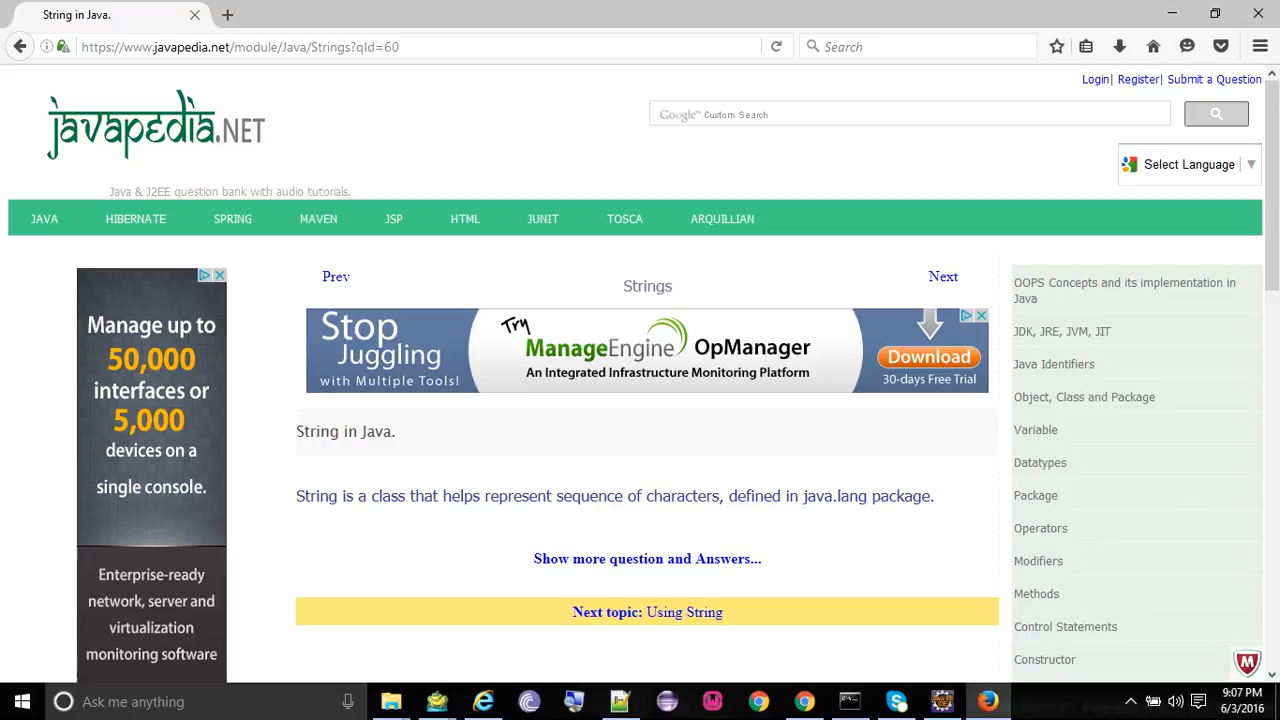 String in Java.
https://www.javapedia.net/module/Java/Strings?qId=60
Search
Login| Register| Submit a Question
javapedia.NET
Google™ Custom Search
Select Language
Java & J2EE question bank with audio tutorials.
JAVA HIBERNATE SPRING MAVEN JSP HTML JUNIT TOSCA ARQUILLIAN
Prev
Strings
Next
Manage up to
50,000
interfaces or
5,000
devices on a
single console.
Enterprise-ready
network, server and
virtualization
monitoring software
Stop
Juggling
with Multiple Tools!
Try
ManageEngine OpManager
An Integrated Infrastructure Monitoring Platform
Download
30-days Free Trial
String in Java.
String is a class that helps represent sequence of characters, defined in java.lang package.
Show more question and Answers...
Next topic: Using String
OOPS Concepts and its implementation in
Java
JDK, JRE, JVM, JIT
Java Identifiers
Object, Class and Package
Variable
Datatypes
Package
Operators
Modifiers
Methods
Control Statements
Constructor
Ask me anything
9:07 PM
6/3/2016